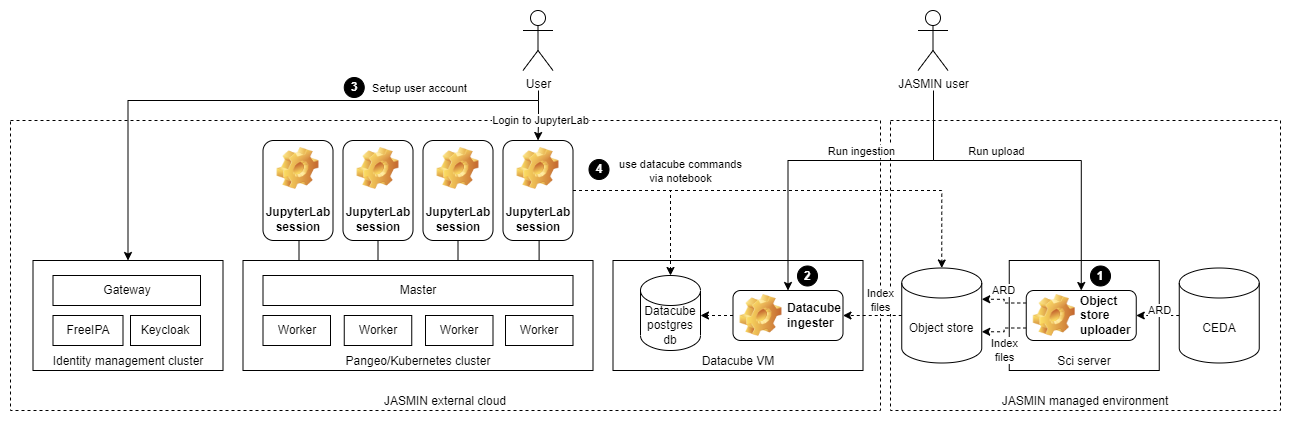 User
JASMIN user
3
Setup user account
Login to JupyterLab
Run ingestion
Run upload
4
use datacube commands
via notebook
JupyterLab
session
JupyterLab
session
JupyterLab
session
JupyterLab
session
2
1
Gateway
FreeIPA
Keycloak
Identity management cluster
Master
Worker
Worker
Worker
Worker
Pangeo/Kubernetes cluster
Datacube
postgres
db
Datacube
ingester
Datacube VM
Index
files
Object store
ARD
Index
files
Object
store
uploader
Sci server
ARD
CEDA
JASMIN external cloud
JASMIN managed environment